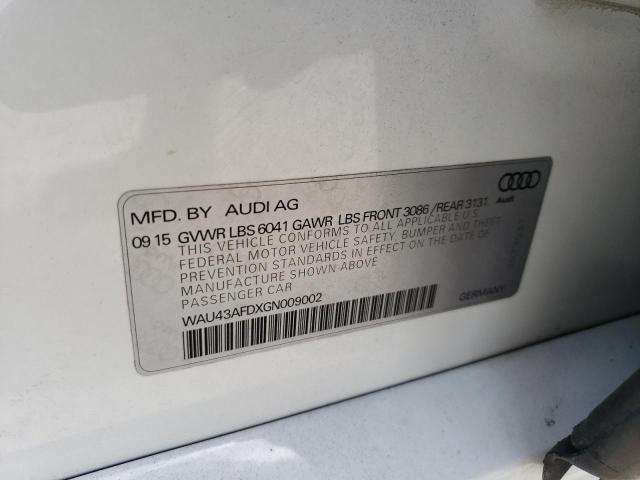 MFD. BY AUDI AG
Audi
09 15 GVWR LBS 6041 GAWR LBS FRONT 3086 / REAR 3131
THIS VEHICLE CONFORMS TO ALL APPLICABLE U.S.
FEDERAL MOTOR VEHICLE SAFETY, BUMPER AND THEFT
PREVENTION STANDARDS IN EFFECT ON THE DATE OF
MANUFACTURE SHOWN ABOVE
PASSENGER CAR
WAU43AFDXGN009002
GERMANY